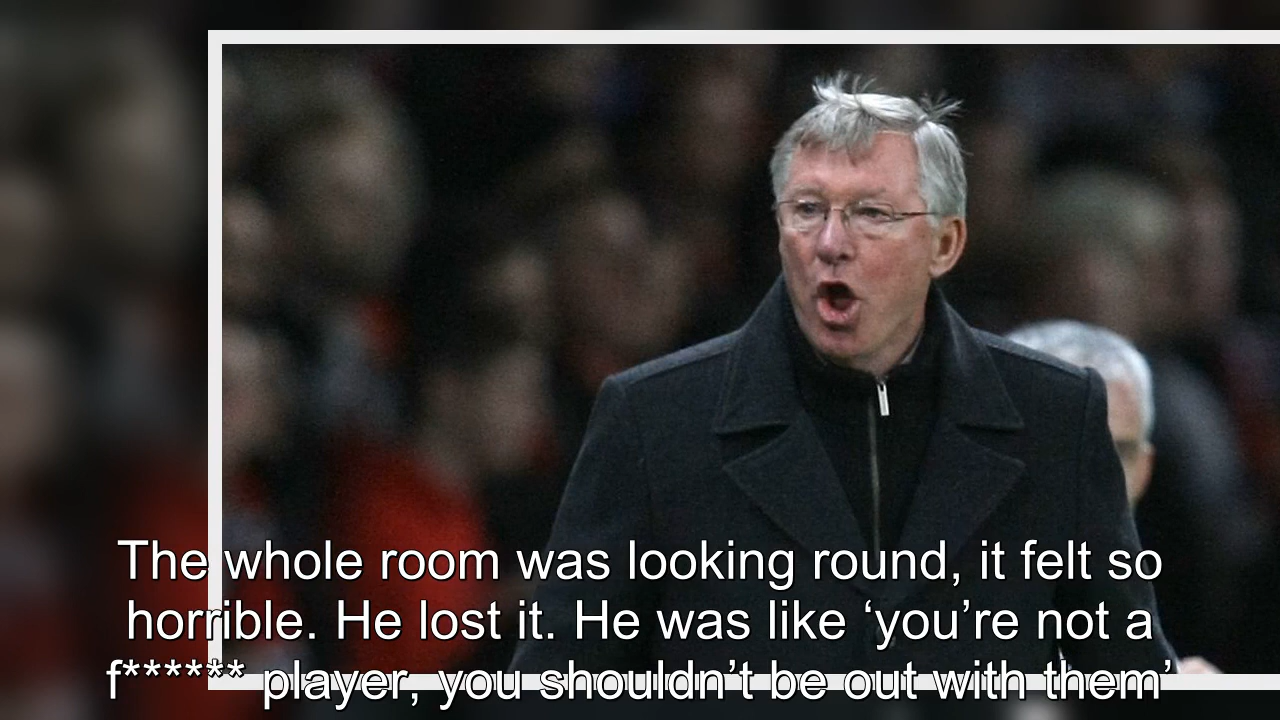 The whole room was looking round, it felt so
horrible. He lost it. He was like ‘you’re not a
f****** player, you shouldn’t be out with them’